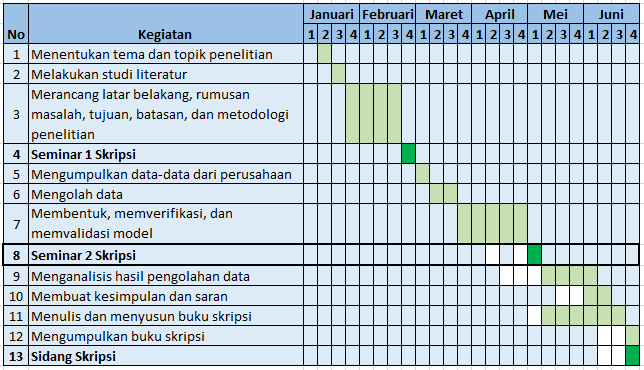 No Kegiatan Januari Februari Maret April Mei Juni
1 2 3 4 1 2 3 4 1 2 3 4 1 2 3 4 1 2 3 4 1 2 3 4
1 Menentukan tema dan topik penelitian
2 Melakukan studi literatur
3 Merancang latar belakang, rumusan
masalah, tujuan, batasan, dan metodologi
penelitian
4 Seminar 1 Skripsi
5 Mengumpulkan data-data dari perusahaan
6 Mengolah data
7 Membentuk, memverifikasi, dan
memvalidasi model
8 Seminar 2 Skripsi
9 Menganalisis hasil pengolahan data
10 Membuat kesimpulan dan saran
11 Menulis dan menyusun buku skripsi
12 Mengumpulkan buku skripsi
13 Sidang Skripsi